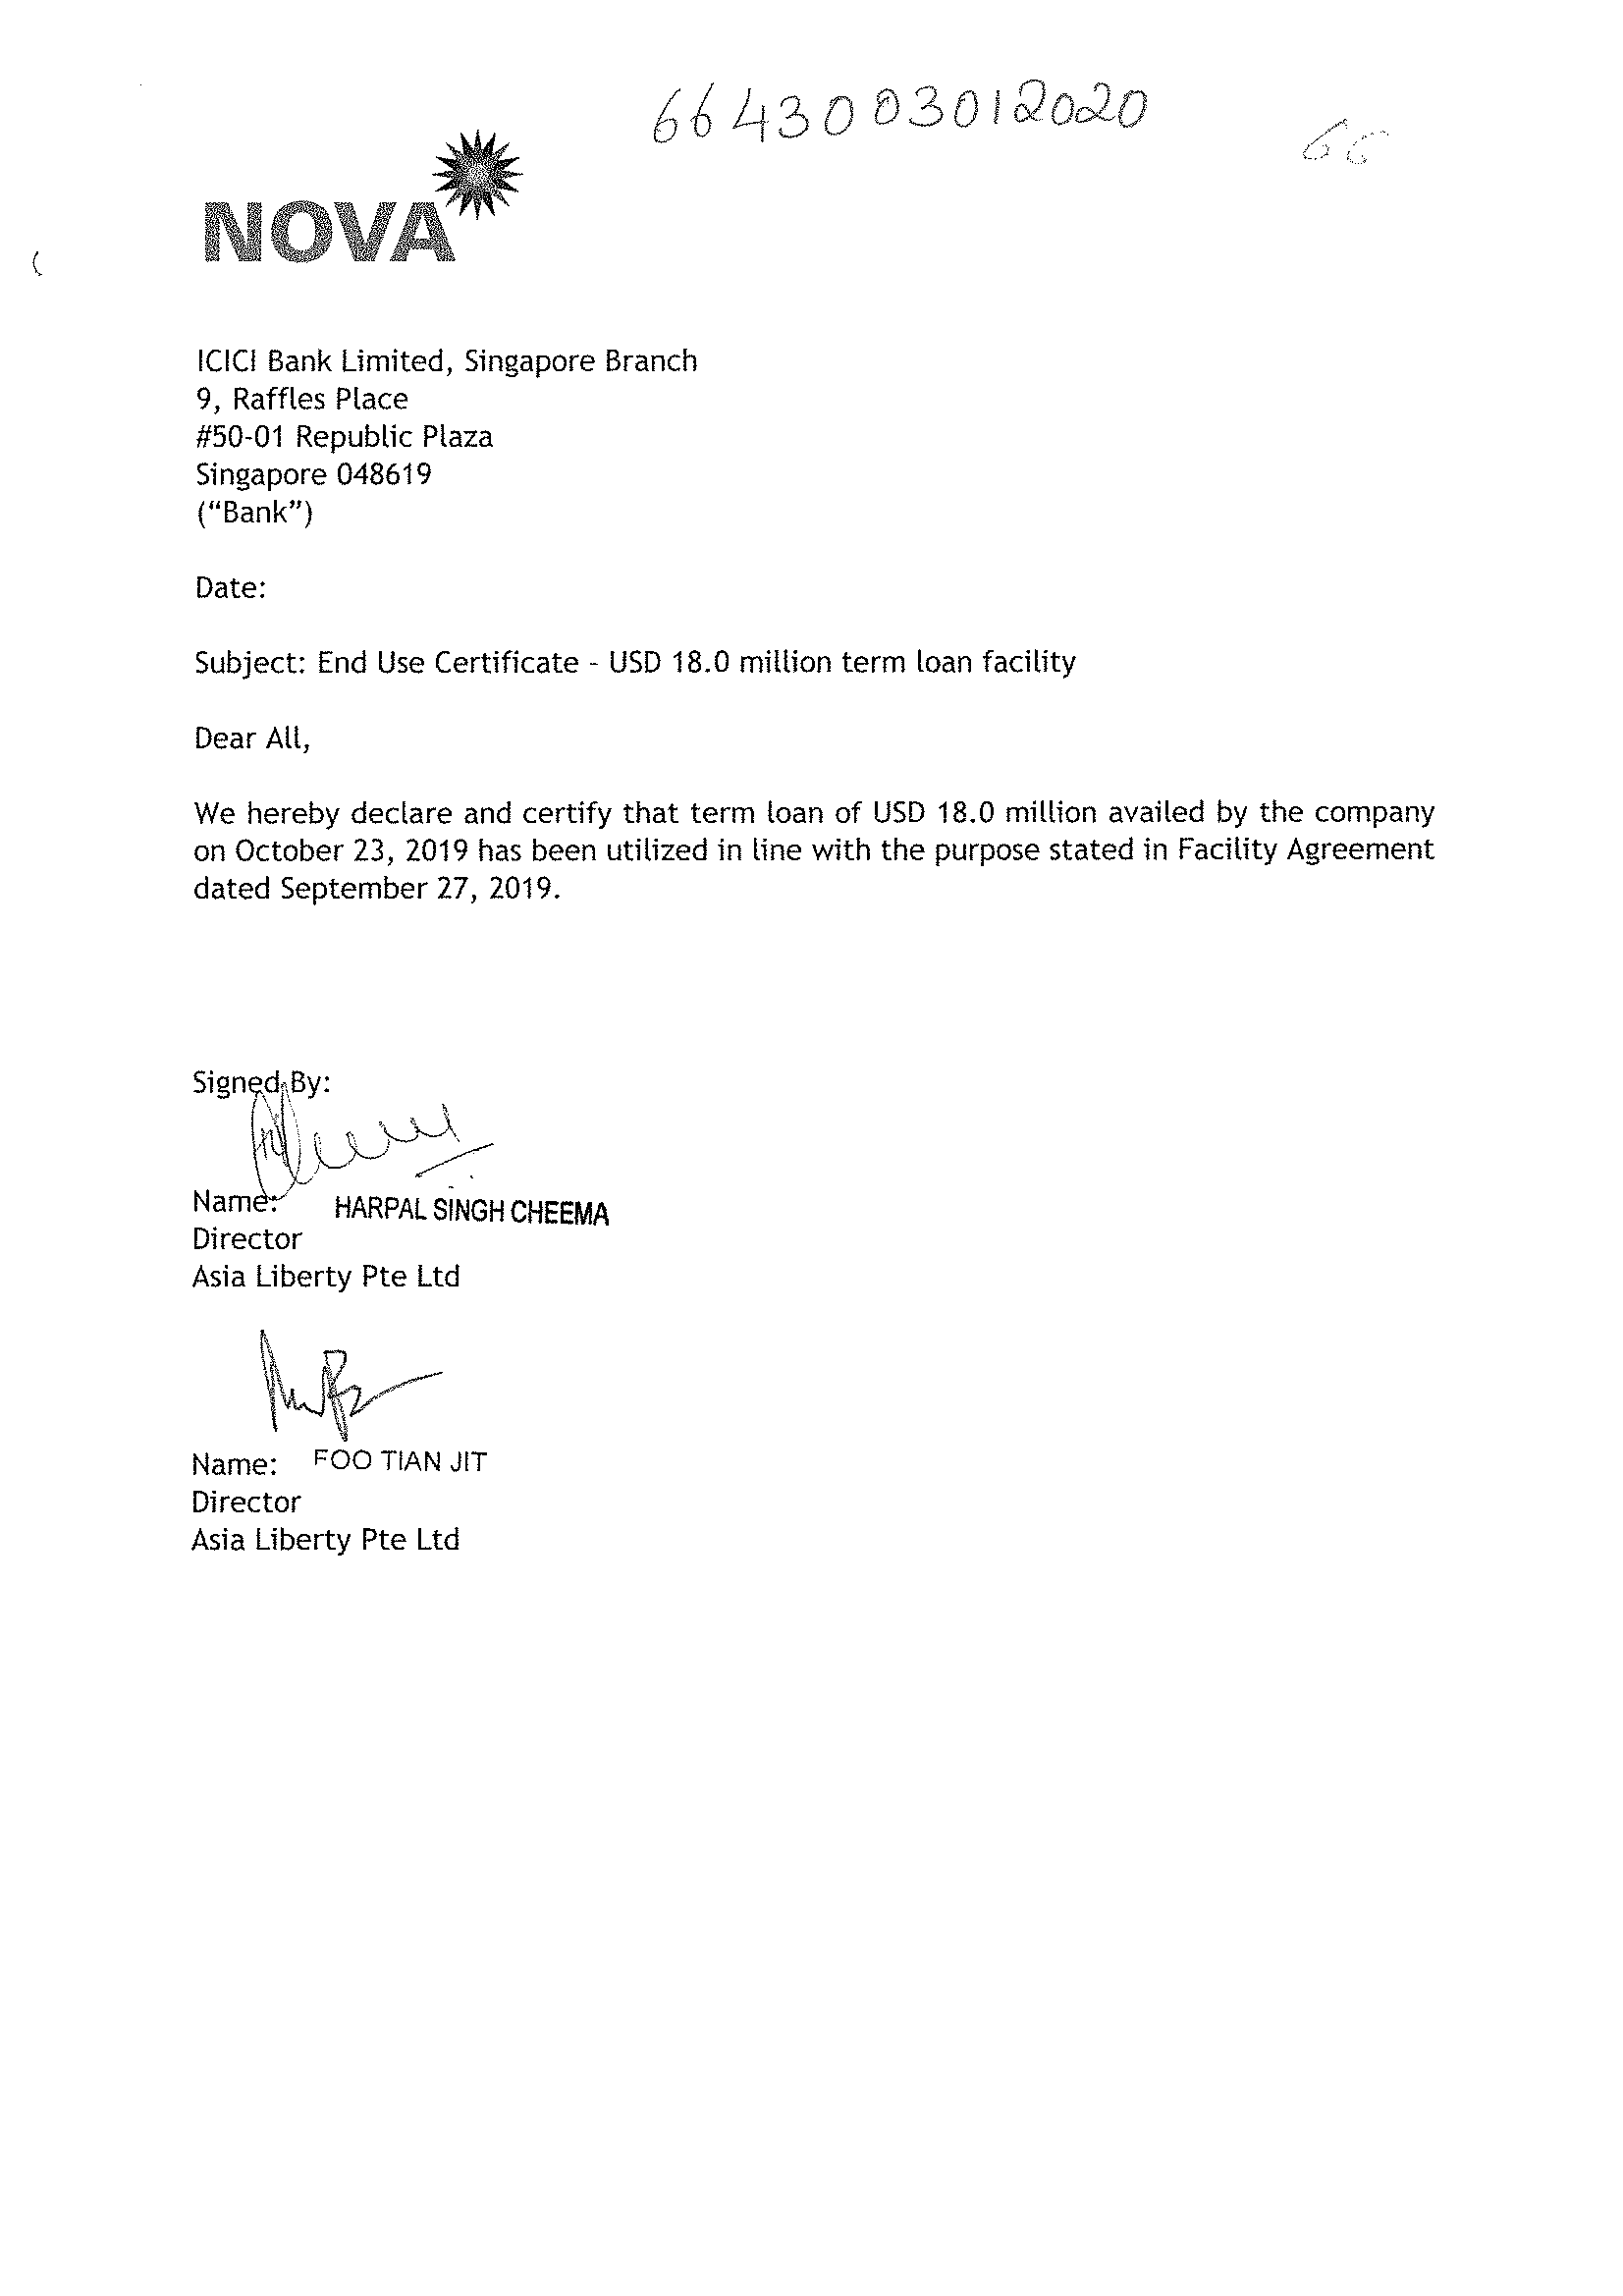 6643003012020
66
NOVA
ICICI Bank Limited, Singapore Branch
9, Raffles Place
#50-01 Republic Plaza
Singapore 048619
(“Bank”)
Date:
Subject: End Use Certificate - USD 18.0 million term loan facility
Dear All,
We hereby declare and certify that term loan of USD 18.0 million availed by the company
on October 23, 2019 has been utilized in line with the purpose stated in Facility Agreement
dated September 27, 2019.
Signed By:
Name: HARPAL SINGH CHEEMA
Director
Asia Liberty Pte Ltd
Name: FOO TIAN JIT
Director
Asia Liberty Pte Ltd